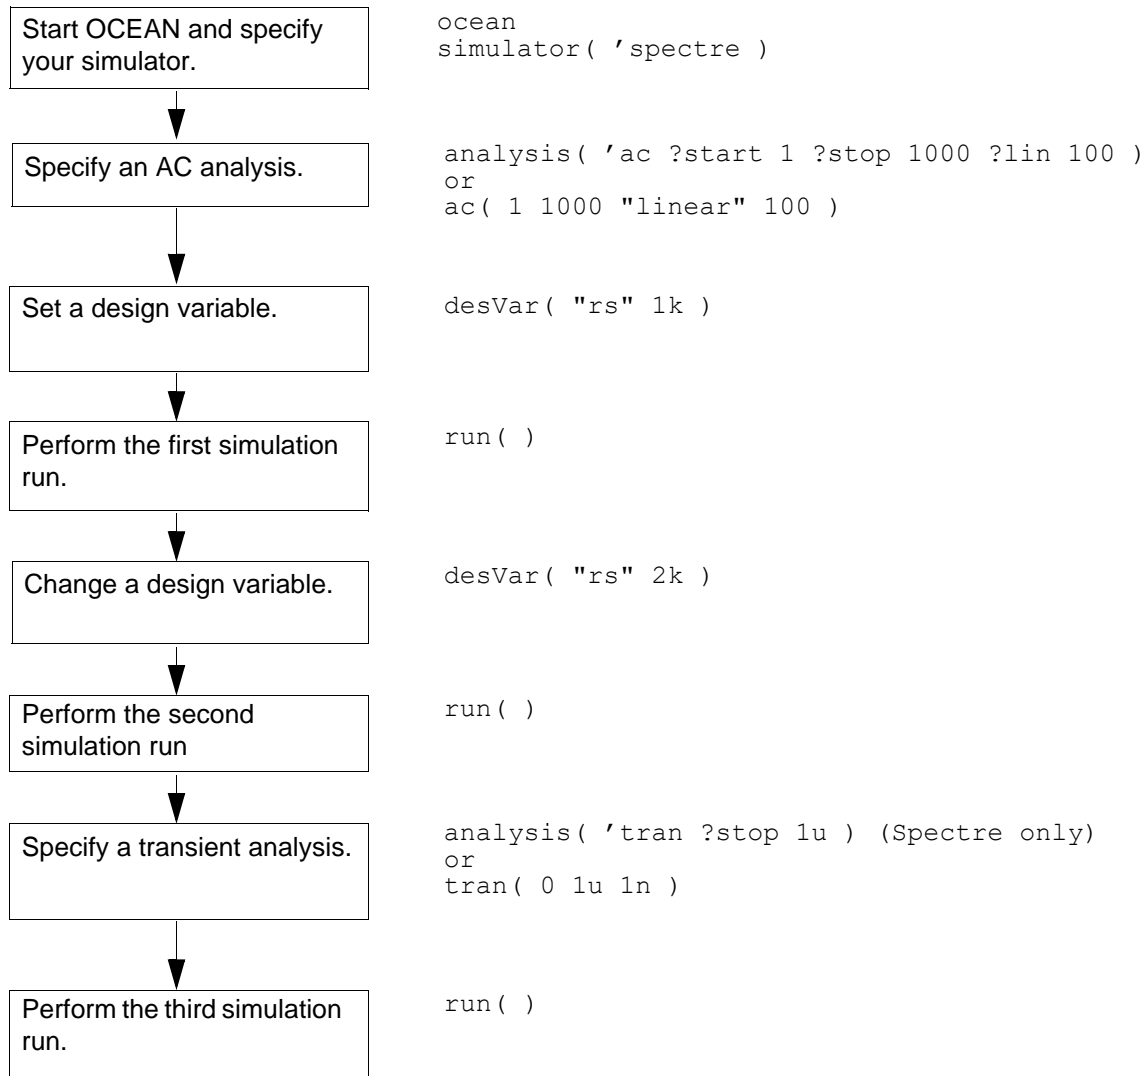 Start OCEAN and specify
your simulator.
ocean
simulator( ’spectre )
Specify an AC analysis.
analysis( ’ac ?start 1 ?stop 1000 ?lin 100 )
or
ac( 1 1000 "linear" 100 )
Set a design variable.
desVar( "rs" 1k )
Perform the first simulation
run.
run( )
Change a design variable.
desVar( "rs" 2k )
Perform the second
simulation run
run( )
Specify a transient analysis.
analysis( ’tran ?stop 1u ) (Spectre only)
or
tran( 0 1u 1n )
Perform the third simulation
run.
run( )